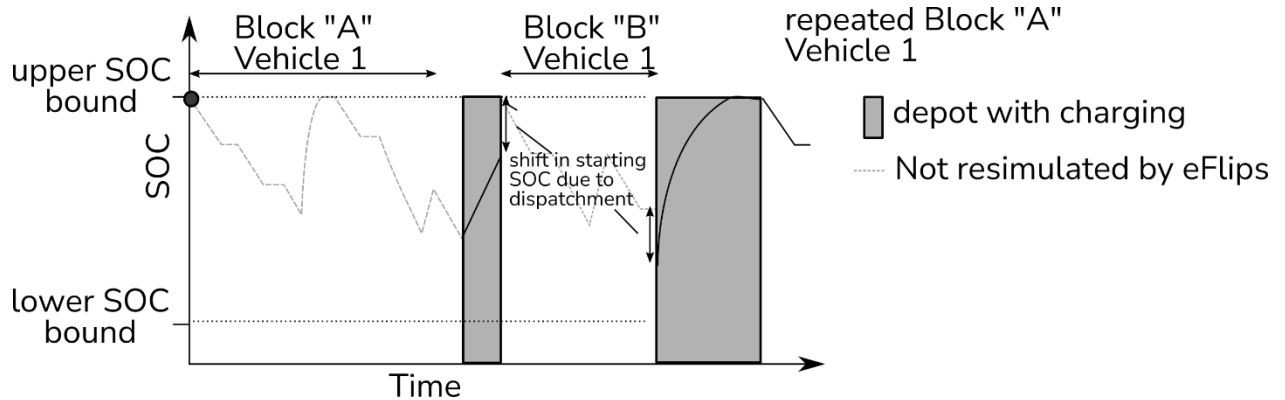 Block "A"
Vehicle 1
Block "B"
Vehicle 1
repeated Block "A"
Vehicle 1
upper SOC
bound
SOC
depot with charging
shift in starting
SOC due to
dispatchment
Not resimulated by eFlips
lower SOC
bound
Time